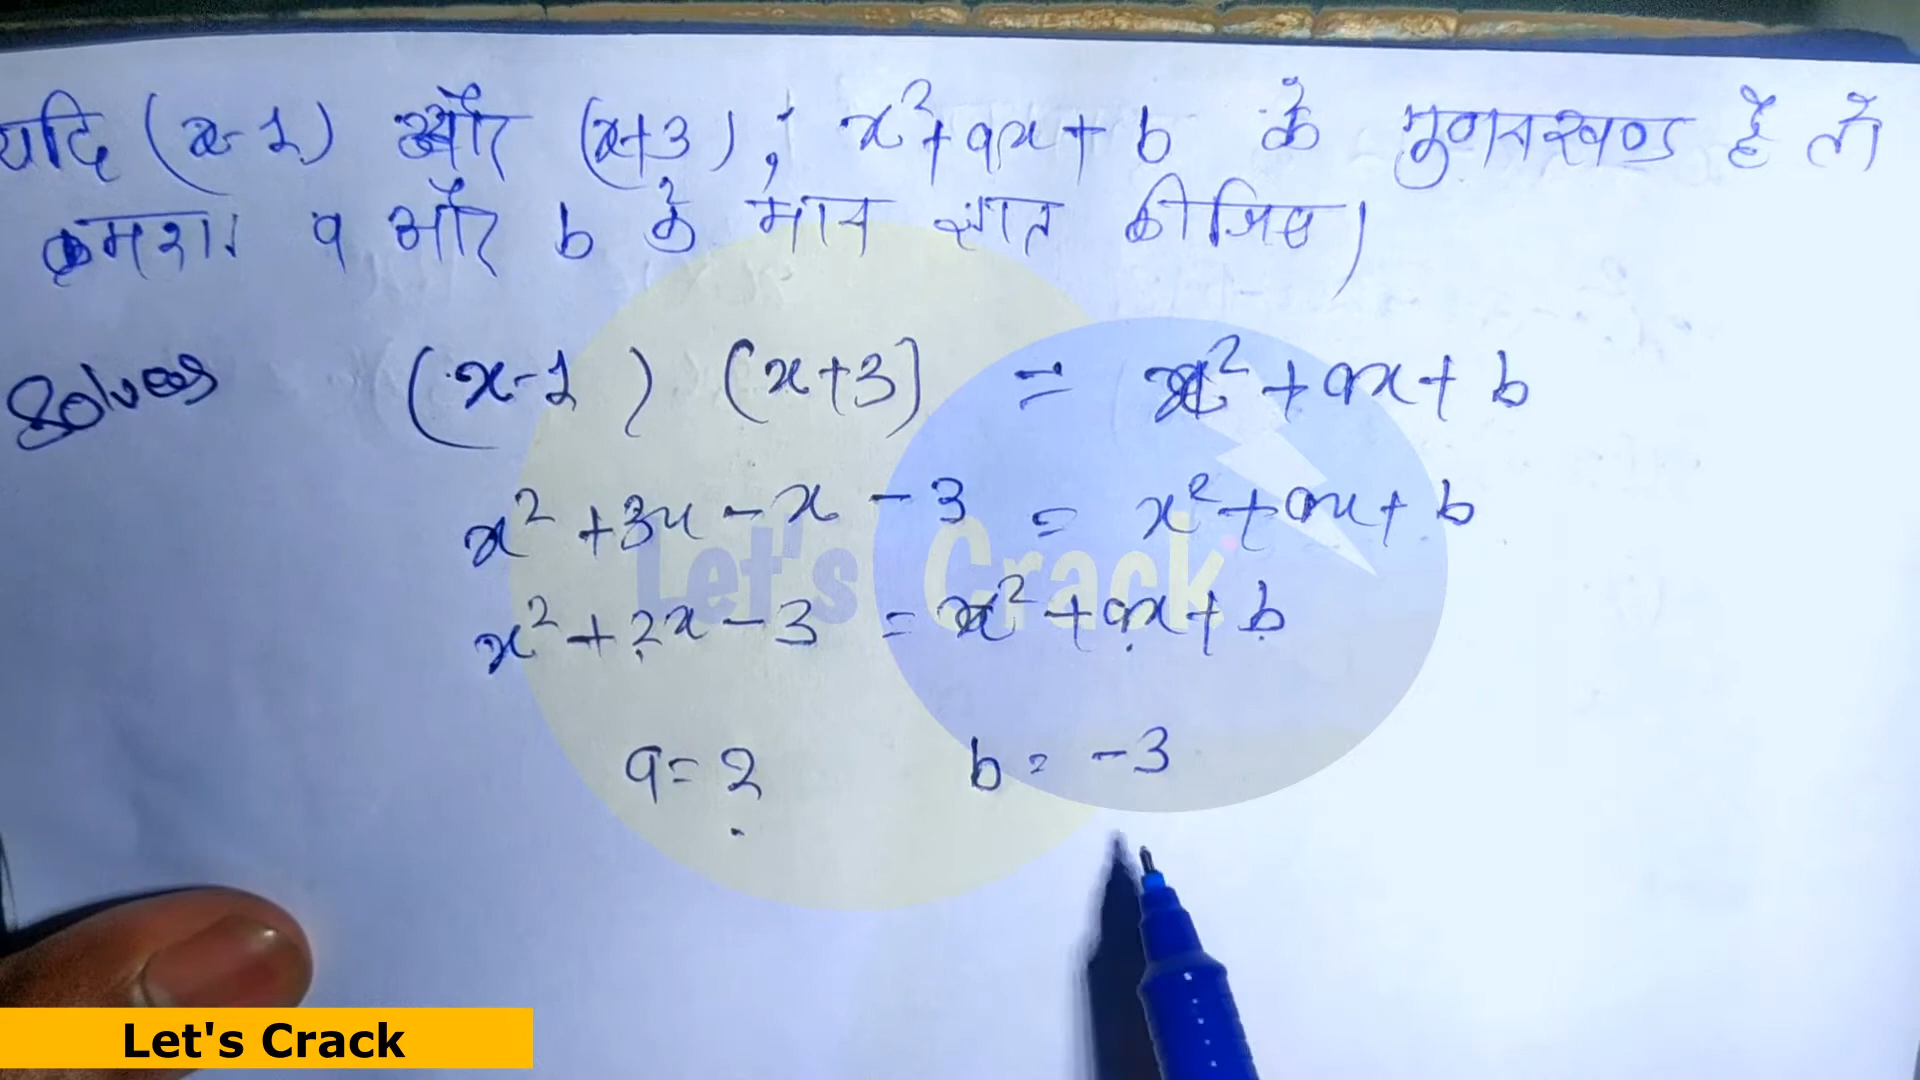 यदि (x-1) और (x+3); x²+ax+b के गुणनखण्ड हैं तो
क्रमशः a और b के मान ज्ञात कीजिए।
(x-1) (x+3) = x²+ax+b
x²+3x-x-3 = x²+ax+b
x²+2x-3 = x²+ax+b
a=2 b=-3
Let's Crack
Let's Crack